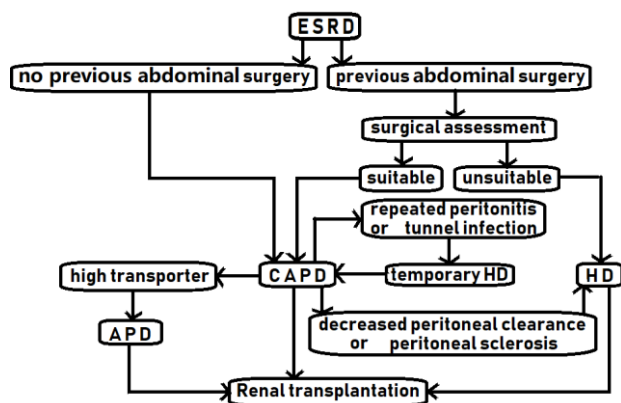 ESRD
no previous abdominal surgery
previous abdominal surgery
surgical assessment
suitable
unsuitable
repeated peritonitis
or tunnel infection
high transporter
CAPD
temporary HD
HD
APD
decreased peritoneal clearance
or peritoneal sclerosis
Renal transplantation